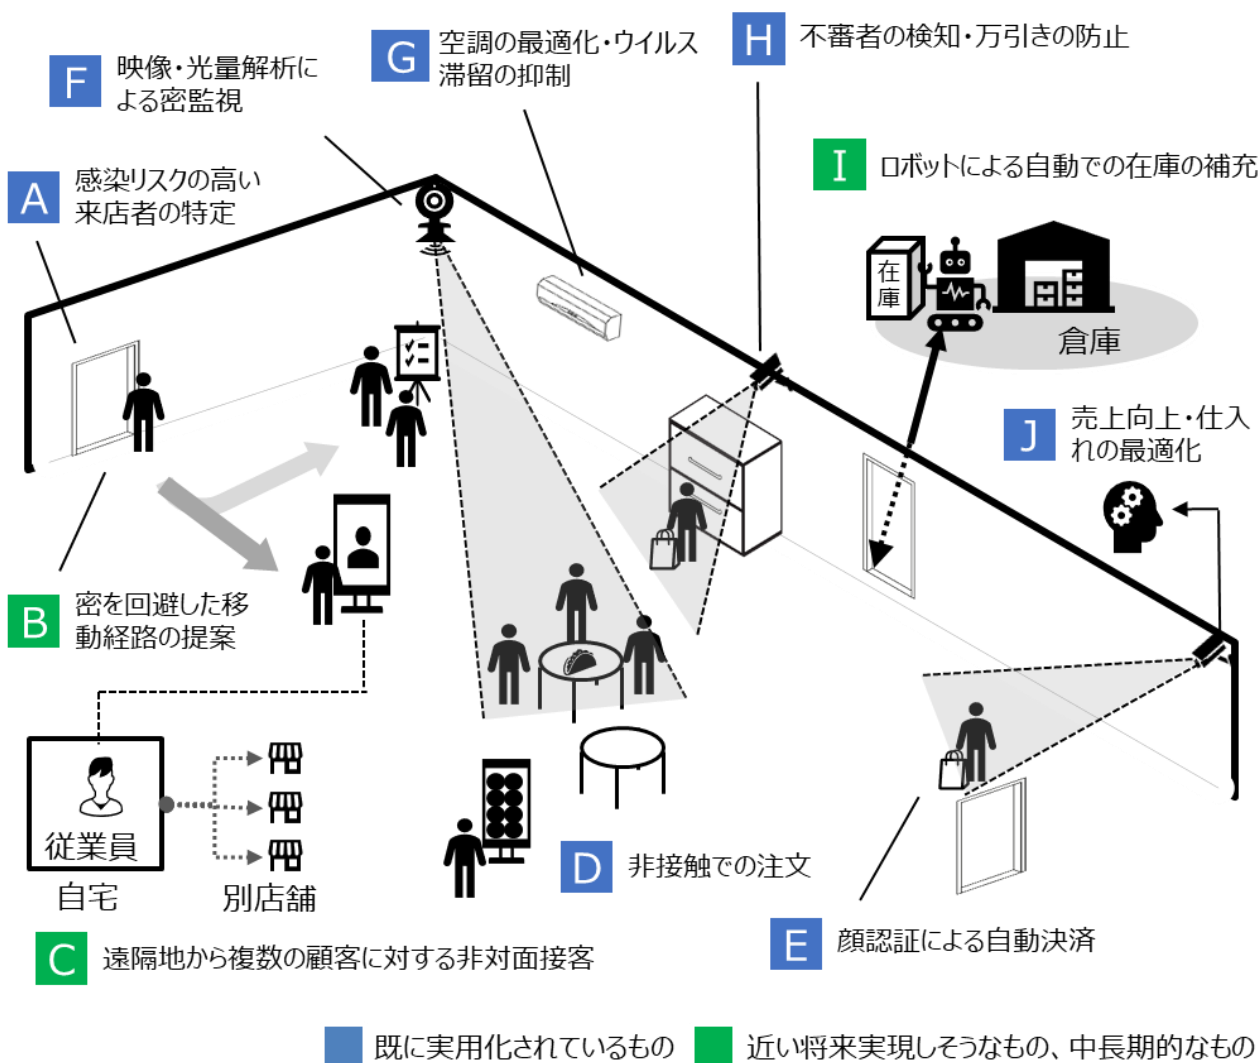 F
映像・光量解析に
よる密監視
G
空調の最適化・ウイルス
滞留の抑制
H
不審者の検知・万引きの防止
A
感染リスクの高い
来店者の特定
I
ロボットによる自動での在庫の補充
在
庫
倉庫
J
売上向上・仕入
れの最適化
B
密を回避した移
動経路の提案
従業員
自宅
別店舗
D
非接触での注文
C
遠隔地から複数の顧客に対する非対面接客
E
顔認証による自動決済
既に実用化されているもの
近い将来実現しそうなもの、中長期的なもの